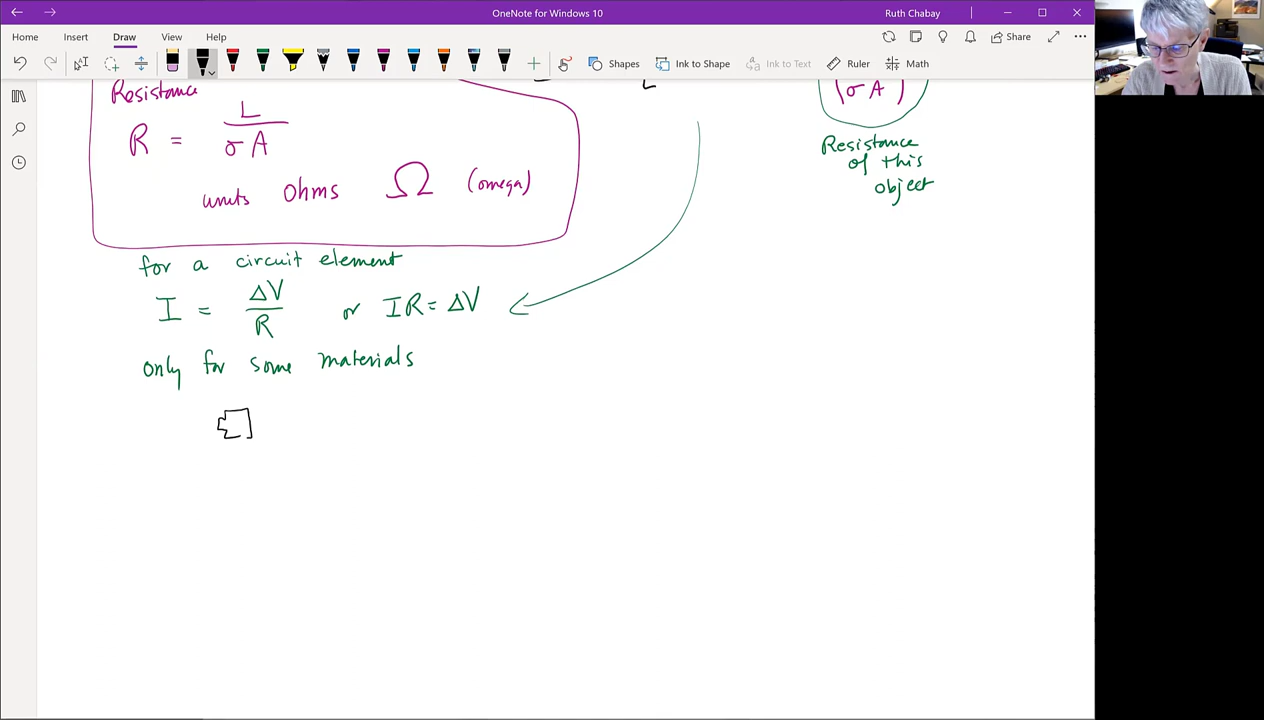 OneNote for Windows 10
Ruth Chabay
Home Insert Draw View Help
Share
Shapes Ink to Shape Ink to Text Ruler Math
Resistance
R = L / σA
L
(σA)
units ohms Ω (omega)
Resistance
of this
object
for a circuit element
I = ΔV / R or IR = ΔV
only for some materials